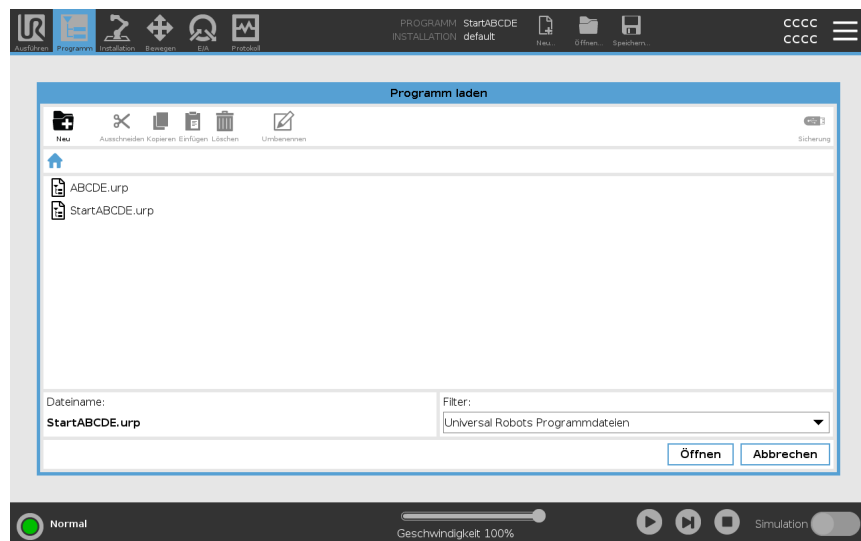 PROGRAMM StartABCDE
INSTALLATION default
CCCC
CCCC
Ausführen Programm Installation Bewegen E/A Protokoll
Neu... Öffnen... Speichern...
Programm laden
Neu Ausschneiden Kopieren Einfügen Löschen Umbenennen Sicherung
ABCDE.urp
StartABCDE.urp
Dateiname:
StartABCDE.urp
Filter:
Universal Robots Programmdateien
Öffnen Abbrechen
Normal
Geschwindigkeit 100%
Simulation